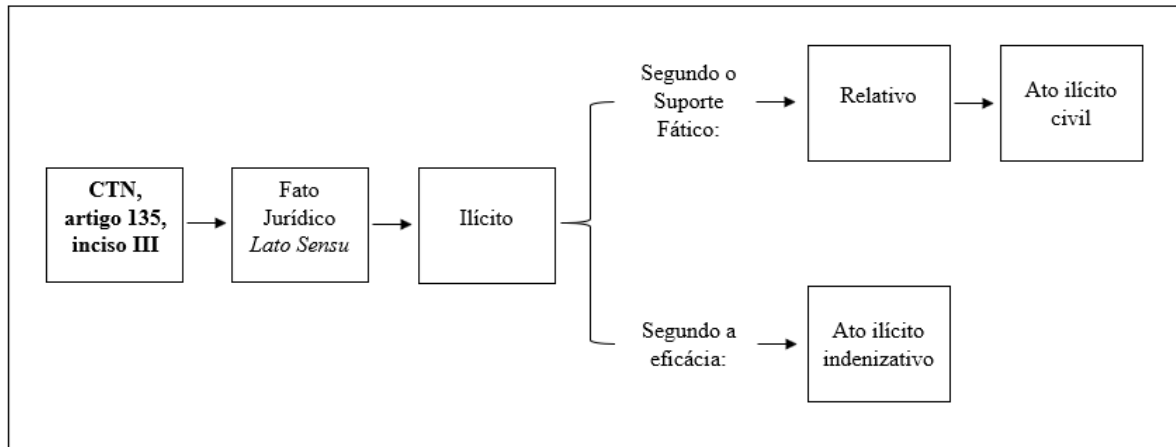 CTN,
artigo 135,
inciso III
Fato
Jurídico
Lato Sensu
Ilícito
Segundo o
Suporte
Fático:
Relativo
Ato ilícito
civil
Segundo a
eficácia:
Ato ilícito
indenizativo